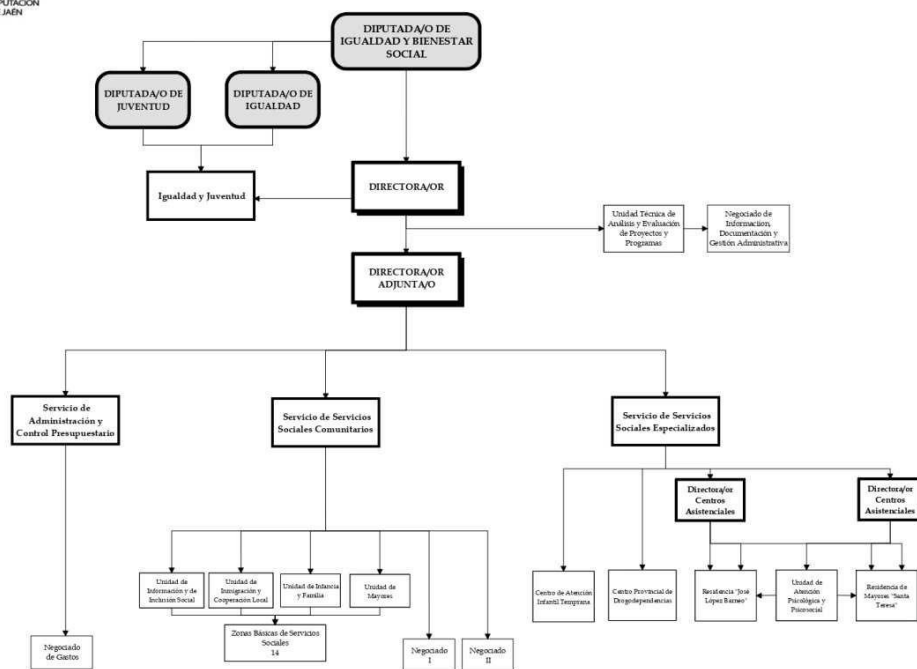 DIPUTACIÓN
JAÉN
DIPUTADA/O DE
IGUALDAD Y BIENESTAR
SOCIAL
DIPUTADA/O DE
JUVENTUD
DIPUTADA/O DE
IGUALDAD
Igualdad y Juventud
DIRECTORA/OR
Unidad Técnica de
Análisis y Evaluación
de Proyectos y
Programas
Negociado de
Informaciion,
Documentación y
Gestión Administrativa
DIRECTORA/OR
ADJUNTA/O
Servicio de
Administración y
Control Presupuestario
Servicio de Servicios
Sociales Comunitarios
Servicio de Servicios
Sociales Especializados
Directora/or
Centros
Asistenciales
Directora/or
Centros
Asistenciales
Unidad de
Información y de
Inclusión Social
Unidad de
Inmigración y
Cooperación Local
Unidad de Infancia
y Familia
Unidad de
Mayores
Centro de Atención
Infantil Temprana
Centro Provincial de
Drogodependencias
Residencia "José
López Barneo"
Unidad de
Atención
Psicológica y
Psicosocial
Residencia de
Mayores "Santa
Teresa"
Zonas Básicas de Servicios
Sociales
14
Negociado
de Gastos
Negociado
I
Negociado
II